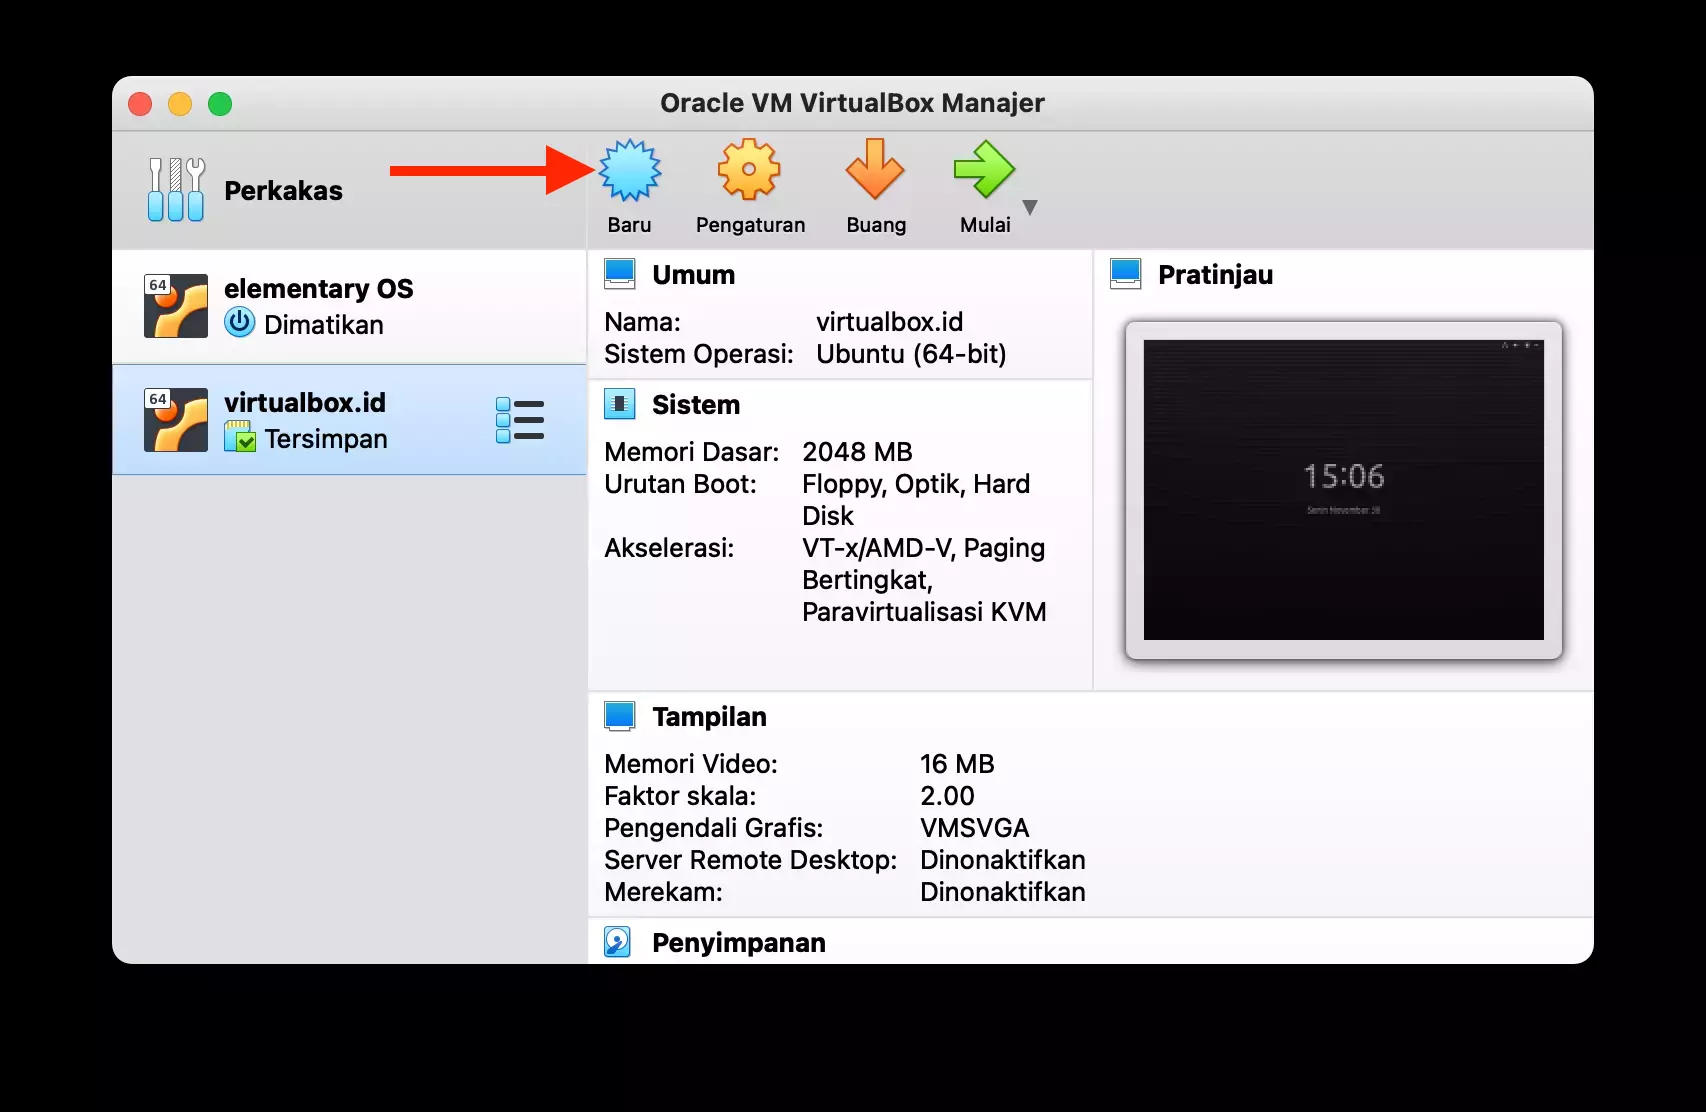 Oracle VM VirtualBox Manajer
Perkakas
Baru
Pengaturan
Buang
Mulai
64
elementary OS
Dimatikan
64
virtualbox.id
Tersimpan
Umum
Nama: virtualbox.id
Sistem Operasi: Ubuntu (64-bit)
Sistem
Memori Dasar: 2048 MB
Urutan Boot: Floppy, Optik, Hard
Disk
Akselerasi: VT-x/AMD-V, Paging
Bertingkat,
Paravirtualisasi KVM
Pratinjau
15:06
Senin November
Tampilan
Memori Video: 16 MB
Faktor skala: 2.00
Pengendali Grafis: VMSVGA
Server Remote Desktop: Dinonaktifkan
Merekam: Dinonaktifkan
Penyimpanan